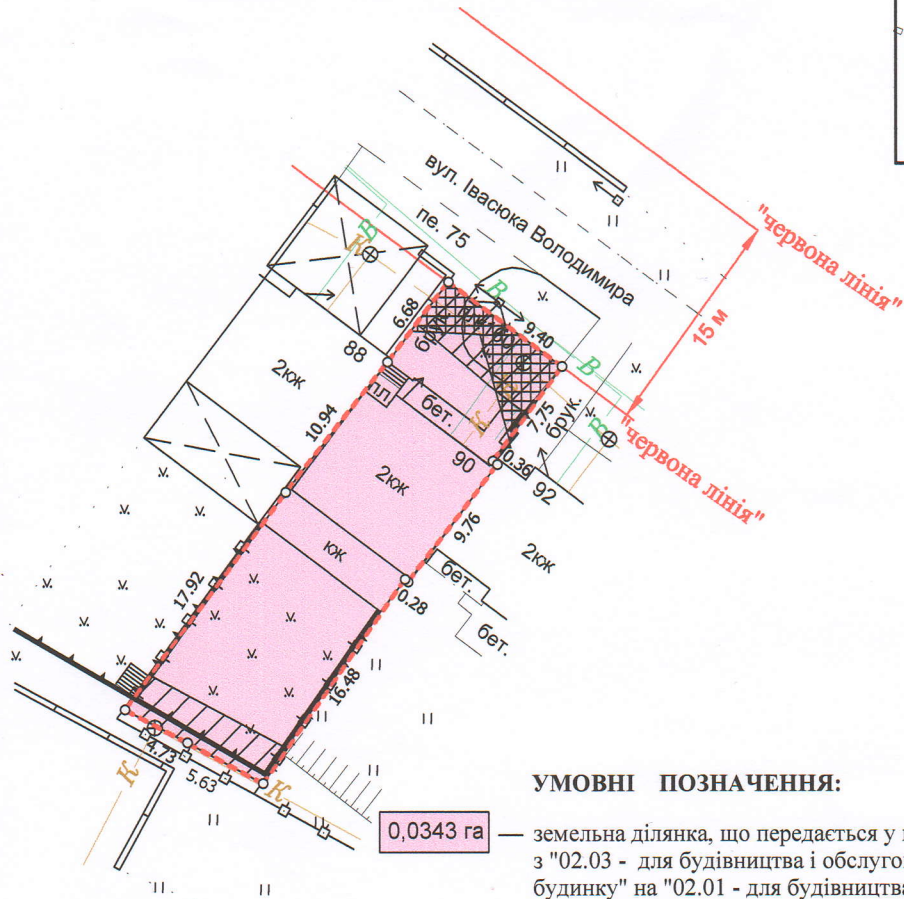 вул. Івасюка Володимира
пе. 75
"червона лінія"
15 м
"червона лінія"
В
В
В
В
К
6.68
брук.
9.40
88
2кж
пл
бет.
К
К
7.75
брук.
0.36
90
92
10.94
2кж
9.76
2кж
кж
бет.
0.28
бет.
17.92
16.48
4.73
5.63
К
К
УМОВНІ ПОЗНАЧЕННЯ:
0,0343 га — земельна ділянка, що передається у
з "02.03 - для будівництва і обслуго
будинку" на "02.01 - для будівництва